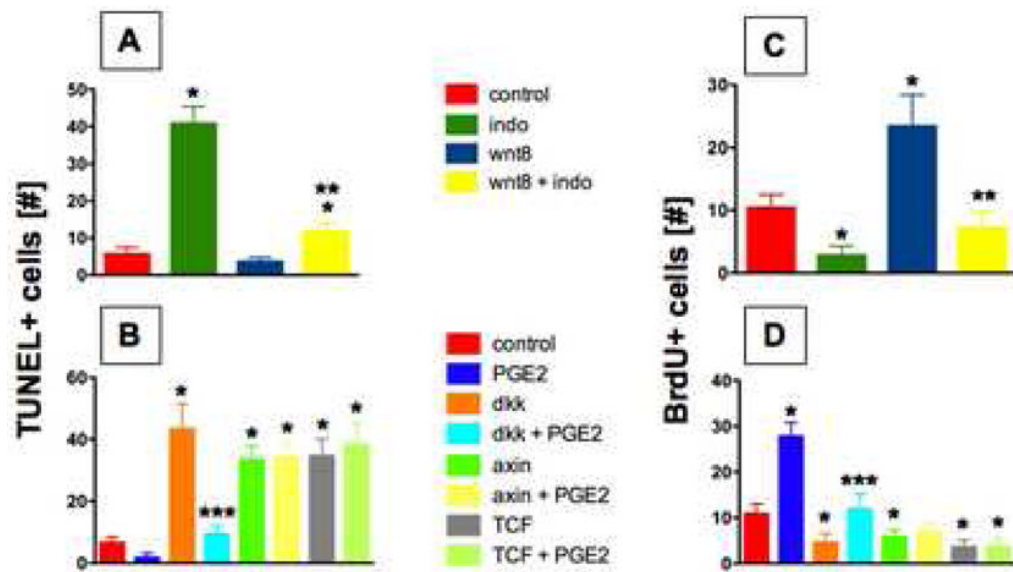 A
TUNEL+ cells [#]
50
40
30
20
10
0
*
**
*
control
indo
wnt8
wnt8 + indo
C
BrdU+ cells [#]
30
20
10
0
*
*
**
B
60
40
20
0
*
***
*
*
*
*
control
PGE2
dkk
dkk + PGE2
axin
axin + PGE2
TCF
TCF + PGE2
D
40
30
20
10
0
*
*
***
*
*
*